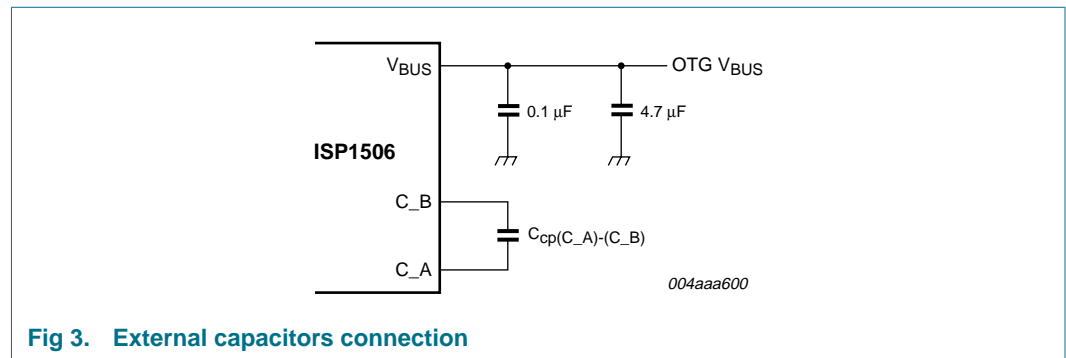 VBUS
OTG VBUS
0.1 μF
4.7 μF
ISP1506
C_B
Ccp(C_A)-(C_B)
C_A
004aaa600
Fig 3. External capacitors connection